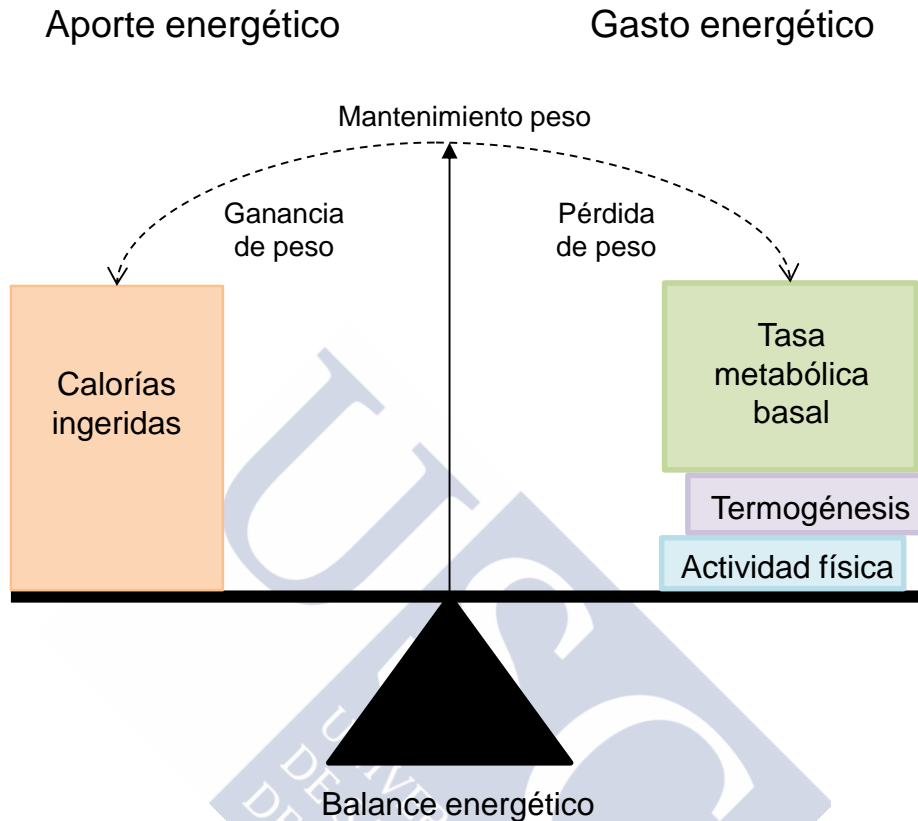 Aporte energético
Gasto energético
Mantenimiento peso
Ganancia
de peso
Pérdida
de peso
Calorías
ingeridas
Tasa
metabólica
basal
Termogénesis
Actividad física
Balance energético
USC